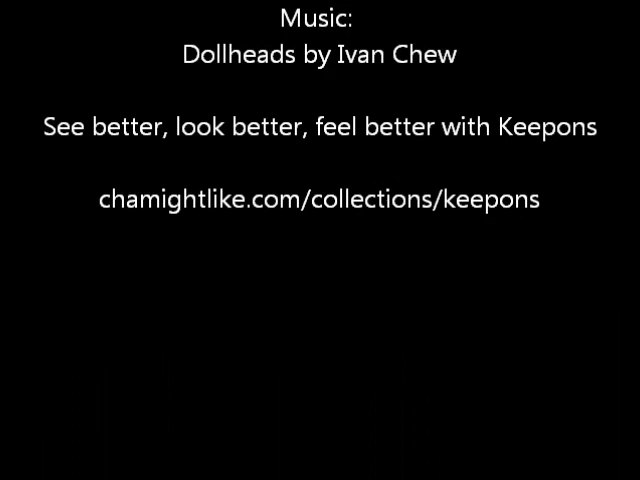 Music:
Dollheads by Ivan Chew
See better, look better, feel better with Keepons
chamightlike.com/collections/keepons